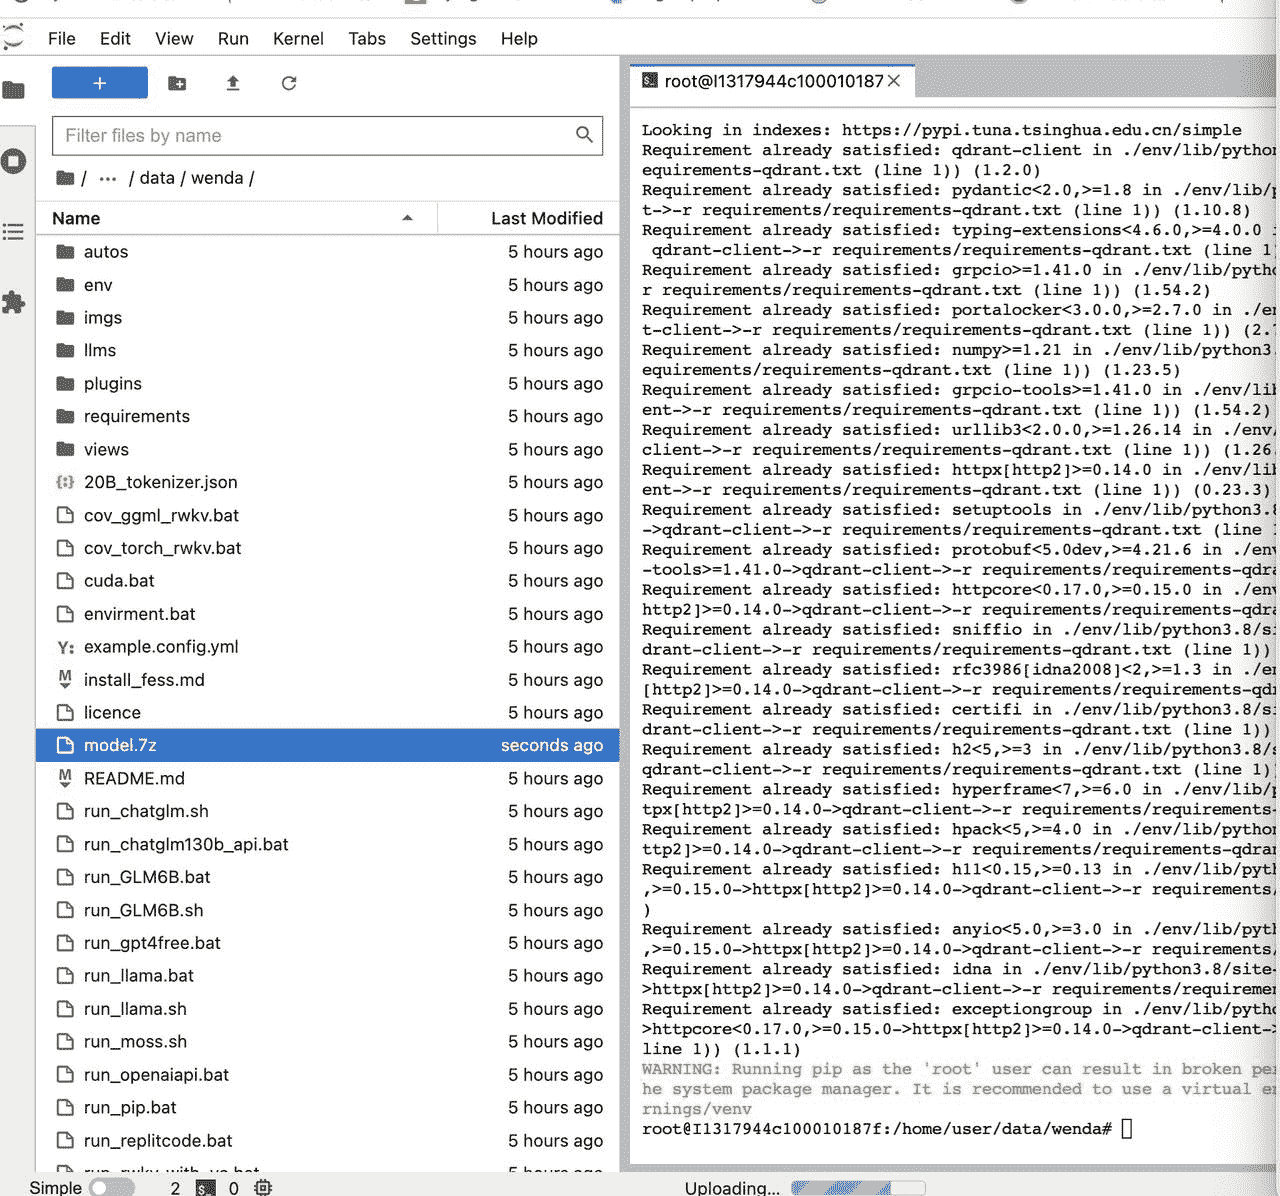 File Edit View Run Kernel Tabs Settings Help
+
Filter files by name
/ ··· / data / wenda /
Name Last Modified
autos 5 hours ago
env 5 hours ago
imgs 5 hours ago
llms 5 hours ago
plugins 5 hours ago
requirements 5 hours ago
views 5 hours ago
20B_tokenizer.json 5 hours ago
cov_ggml_rwkv.bat 5 hours ago
cov_torch_rwkv.bat 5 hours ago
cuda.bat 5 hours ago
envirment.bat 5 hours ago
Y: example.config.yml 5 hours ago
install_fess.md 5 hours ago
licence 5 hours ago
model.7z seconds ago
README.md 5 hours ago
run_chatglm.sh 5 hours ago
run_chatglm130b_api.bat 5 hours ago
run_GLM6B.bat 5 hours ago
run_GLM6B.sh 5 hours ago
run_gpt4free.bat 5 hours ago
run_llama.bat 5 hours ago
run_llama.sh 5 hours ago
run_moss.sh 5 hours ago
run_openaiapi.bat 5 hours ago
run_pip.bat 5 hours ago
run_replitcode.bat 5 hours ago
root@I1317944c100010187
Looking in indexes: https://pypi.tuna.tsinghua.edu.cn/simple
Requirement already satisfied: qdrant-client in ./env/lib/python
equirements-qdrant.txt (line 1)) (1.2.0)
Requirement already satisfied: pydantic<2.0,>=1.8 in ./env/lib/
t->-r requirements/requirements-qdrant.txt (line 1)) (1.10.8)
Requirement already satisfied: typing-extensions<4.6.0,>=4.0.0
qdrant-client->-r requirements/requirements-qdrant.txt (line 1
Requirement already satisfied: grpcio>=1.41.0 in ./env/lib/pytho
r requirements/requirements-qdrant.txt (line 1)) (1.54.2)
Requirement already satisfied: portalocker<3.0.0,>=2.7.0 in ./en
t-client->-r requirements/requirements-qdrant.txt (line 1)) (2.
Requirement already satisfied: numpy>=1.21 in ./env/lib/python3.
equirements/requirements-qdrant.txt (line 1)) (1.23.5)
Requirement already satisfied: grpcio-tools>=1.41.0 in ./env/lib
ent->-r requirements/requirements-qdrant.txt (line 1)) (1.54.2)
Requirement already satisfied: urllib3<2.0.0,>=1.26.14 in ./env/
client->-r requirements/requirements-qdrant.txt (line 1)) (1.26.
Requirement already satisfied: httpx[http2]>=0.14.0 in ./env/lib
ent->-r requirements/requirements-qdrant.txt (line 1)) (0.23.3)
Requirement already satisfied: setuptools in ./env/lib/python3.8
->qdrant-client->-r requirements/requirements-qdrant.txt (line
Requirement already satisfied: protobuf<5.0dev,>=4.21.6 in ./env
-tools>=1.41.0->qdrant-client->-r requirements/requirements-qdra
Requirement already satisfied: httpcore<0.17.0,>=0.15.0 in ./env
http2]>=0.14.0->qdrant-client->-r requirements/requirements-qdra
Requirement already satisfied: sniffio in ./env/lib/python3.8/si
drant-client->-r requirements/requirements-qdrant.txt (line 1))
Requirement already satisfied: rfc3986[idna2008]<2,>=1.3 in ./en
[http2]>=0.14.0->qdrant-client->-r requirements/requirements-qd
Requirement already satisfied: certifi in ./env/lib/python3.8/si
drant-client->-r requirements/requirements-qdrant.txt (line 1))
Requirement already satisfied: h2<5,>=3 in ./env/lib/python3.8/s
qdrant-client->-r requirements/requirements-qdrant.txt (line 1)
Requirement already satisfied: hyperframe<7,>=6.0 in ./env/lib/p
tpx[http2]>=0.14.0->qdrant-client->-r requirements/requirements-
Requirement already satisfied: hpack<5,>=4.0 in ./env/lib/python
ttp2]>=0.14.0->qdrant-client->-r requirements/requirements-qdran
Requirement already satisfied: h11<0.15,>=0.13 in ./env/lib/pyth
,>=0.15.0->httpx[http2]>=0.14.0->qdrant-client->-r requirements/
)
Requirement already satisfied: anyio<5.0,>=3.0 in ./env/lib/pyth
,>=0.15.0->httpx[http2]>=0.14.0->qdrant-client->-r requirements/
Requirement already satisfied: idna in ./env/lib/python3.8/site-
>httpx[http2]>=0.14.0->qdrant-client->-r requirements/requiremen
Requirement already satisfied: exceptiongroup in ./env/lib/pytho
>httpcore<0.17.0,>=0.15.0->httpx[http2]>=0.14.0->qdrant-client->
line 1)) (1.1.1)
WARNING: Running pip as the 'root' user can result in broken pe
he system package manager. It is recommended to use a virtual en
rnings/venv
root@I1317944c100010187f:/home/user/data/wenda#
Simple 2 0 Uploading...